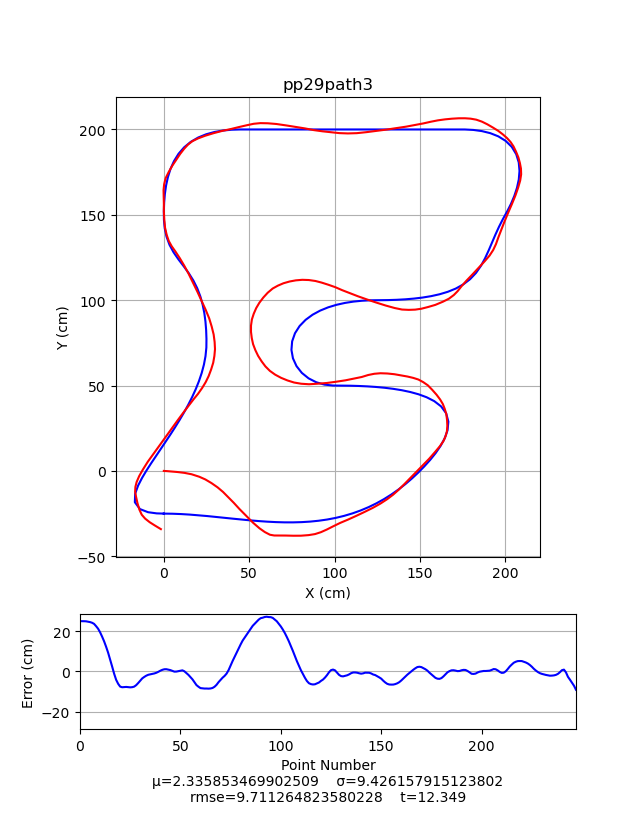 pp29path3
200
150
100
50
0
−50
Y (cm)
0 50 100 150 200
X (cm)
20
0
−20
Error (cm)
0 50 100 150 200
Point Number
μ=2.335853469902509 σ=9.426157915123802
rmse=9.711264823580228 t=12.349